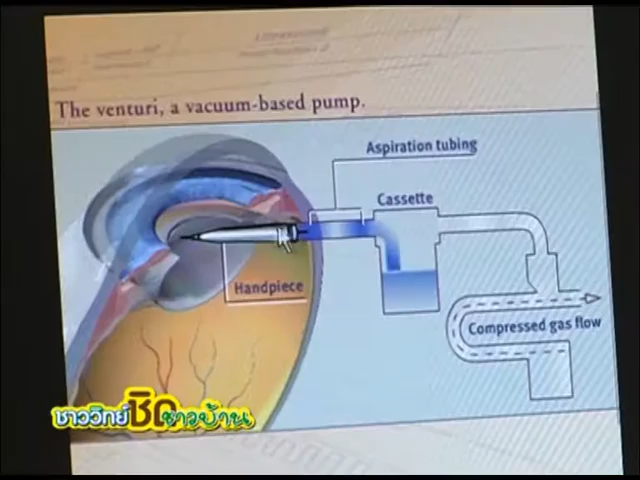 The venturi, a vacuum-based pump.
Aspiration tubing
Cassette
Handpiece
Compressed gas flow
ชาววิทย์ชิดชาวบ้าน